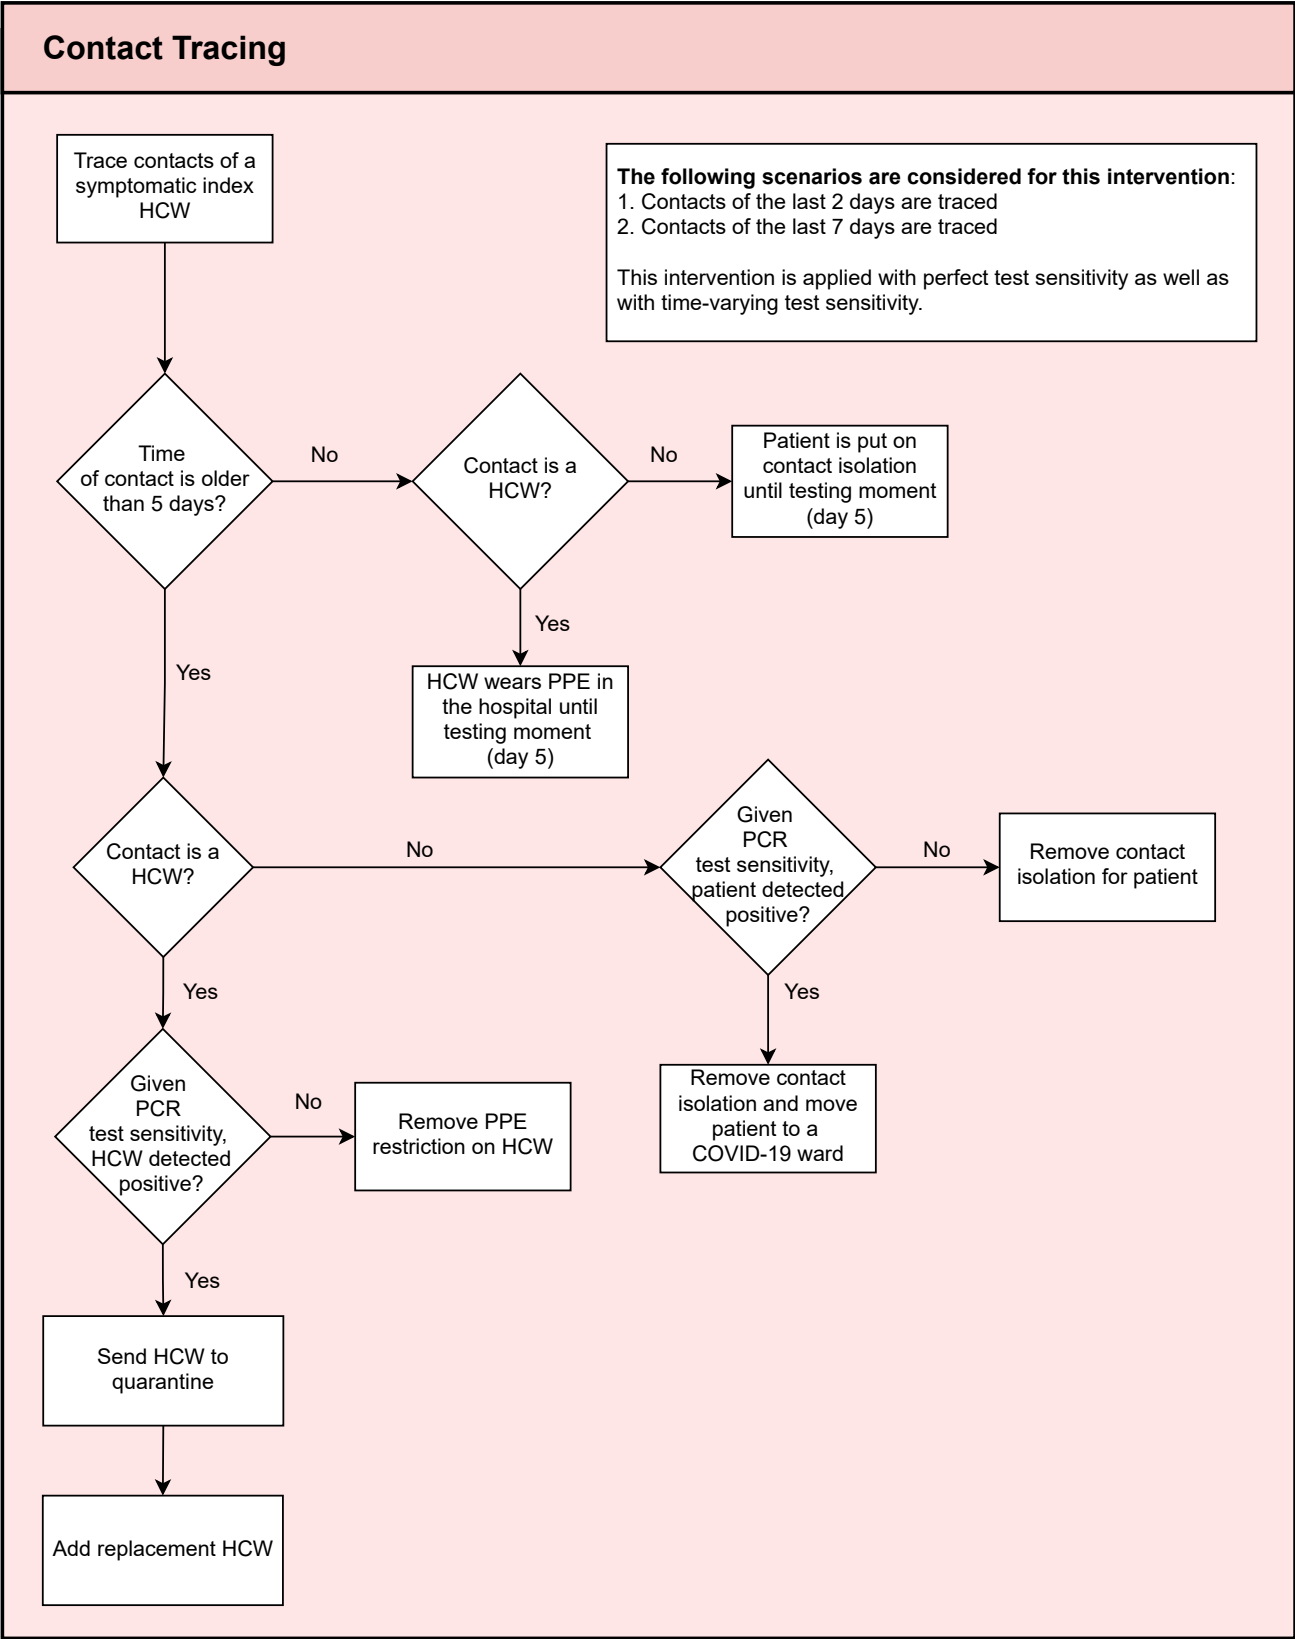 Contact Tracing
Trace contacts of a
symptomatic index
HCW
The following scenarios are considered for this intervention:
1. Contacts of the last 2 days are traced
2. Contacts of the last 7 days are traced
This intervention is applied with perfect test sensitivity as well as
with time-varying test sensitivity.
Time
of contact is older
than 5 days?
No
Contact is a
HCW?
No
Patient is put on
contact isolation
until testing moment
(day 5)
Yes
HCW wears PPE in
the hospital until
testing moment
(day 5)
Yes
Contact is a
HCW?
No
Given
PCR
test sensitivity,
patient detected
positive?
No
Remove contact
isolation for patient
Yes
Remove contact
isolation and move
patient to a
COVID-19 ward
Yes
Given
PCR
test sensitivity,
HCW detected
positive?
No
Remove PPE
restriction on HCW
Yes
Send HCW to
quarantine
Add replacement HCW